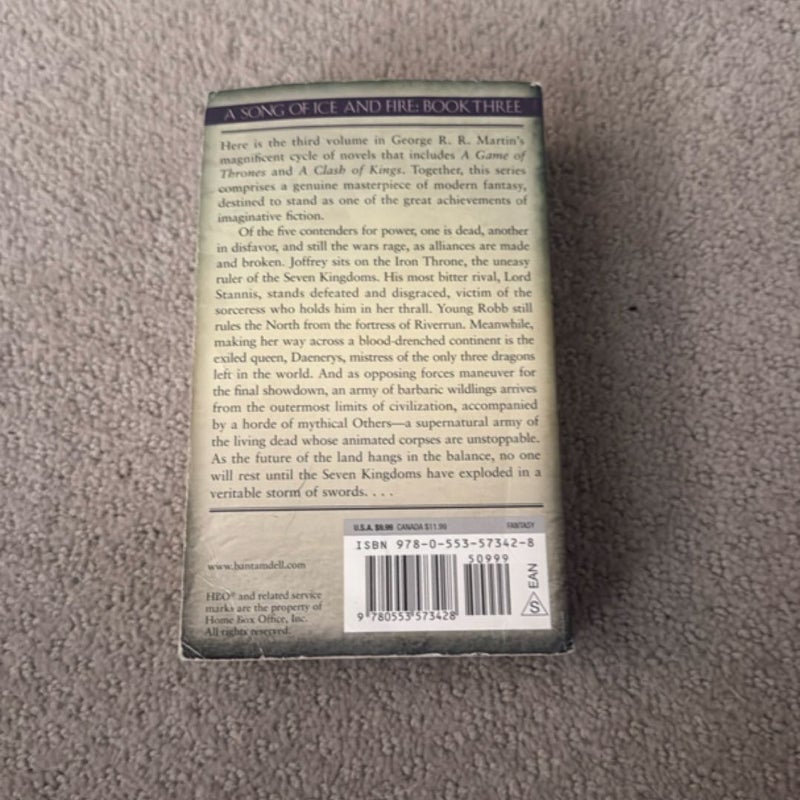 A SONG OF ICE AND FIRE: BOOK THREE
Here is the third volume in George R. R. Martin's
magnificent cycle of novels that includes A Game of
Thrones and A Clash of Kings. Together, this series
comprises a genuine masterpiece of modern fantasy,
destined to stand as one of the great achievements of
imaginative fiction.
Of the five contenders for power, one is dead, another
in disfavor, and still the wars rage, as alliances are made
and broken. Joffrey sits on the Iron Throne, the uneasy
ruler of the Seven Kingdoms. His most bitter rival, Lord
Stannis, stands defeated and disgraced, victim of the
sorceress who holds him in her thrall. Young Robb still
rules the North from the fortress of Riverrun. Meanwhile,
making her way across a blood-drenched continent is the
exiled queen, Daenerys, mistress of the only three dragons
left in the world. And as opposing forces maneuver for
the final showdown, an army of barbaric wildlings arrives
from the outermost limits of civilization, accompanied
by a horde of mythical Others—a supernatural army of
the living dead whose animated corpses are unstoppable.
As the future of the land hangs in the balance, no one
will rest until the Seven Kingdoms have exploded in a
veritable storm of swords. . . .
U.S.A. $9.99 CANADA $11.99 FANTASY
ISBN 978-0-553-57342-8
50999
EAN
9 780553 573428
S
www.bantamdell.com
HBO® and related service
marks are the property of
Home Box Office, Inc.
All rights reserved.